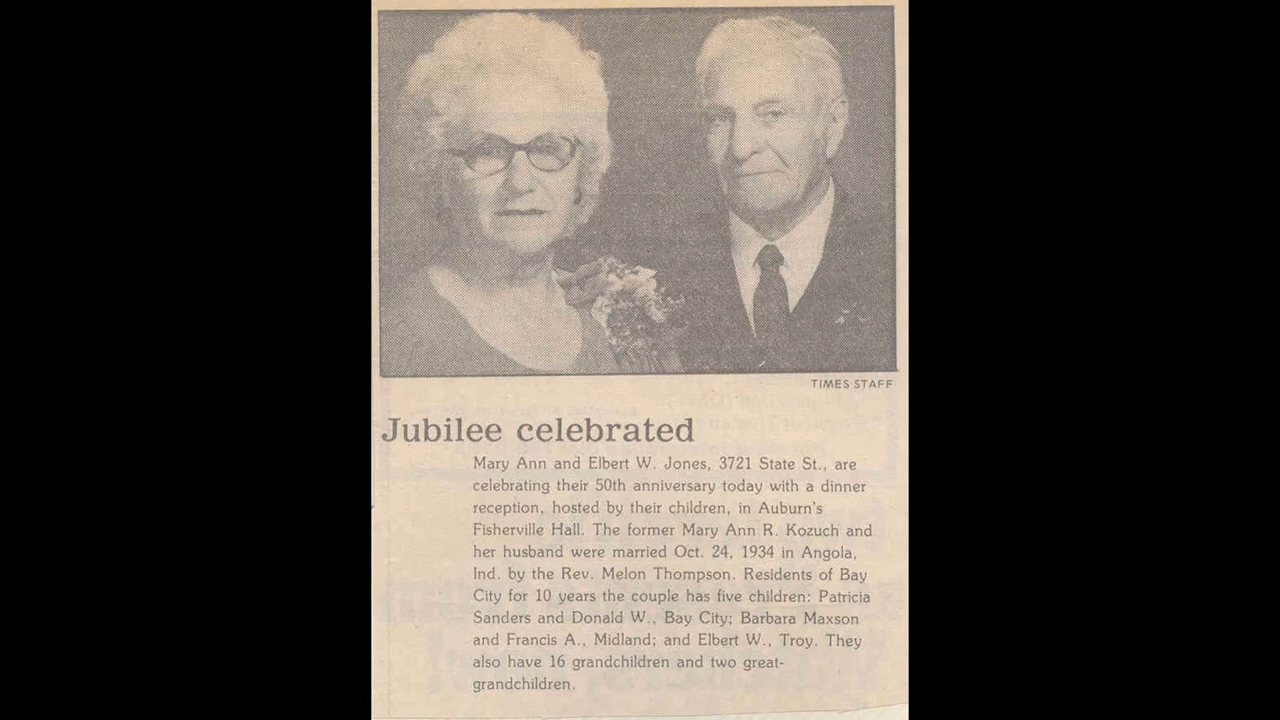 TIMES STAFF
Jubilee celebrated
Mary Ann and Elbert W. Jones, 3721 State St., are
celebrating their 50th anniversary today with a dinner
reception, hosted by their children, in Auburn's
Fisherville Hall. The former Mary Ann R. Kozuch and
her husband were married Oct. 24, 1934 in Angola,
Ind. by the Rev. Melon Thompson. Residents of Bay
City for 10 years the couple has five children: Patricia
Sanders and Donald W., Bay City; Barbara Maxson
and Francis A., Midland; and Elbert W., Troy. They
also have 16 grandchildren and two great-
grandchildren.